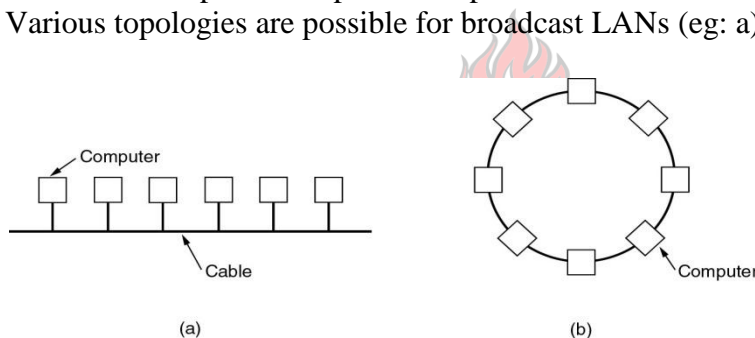 Various topologies are possible for broadcast LANs (eg: a)
Computer
Cable
(a)
Computer
(b)